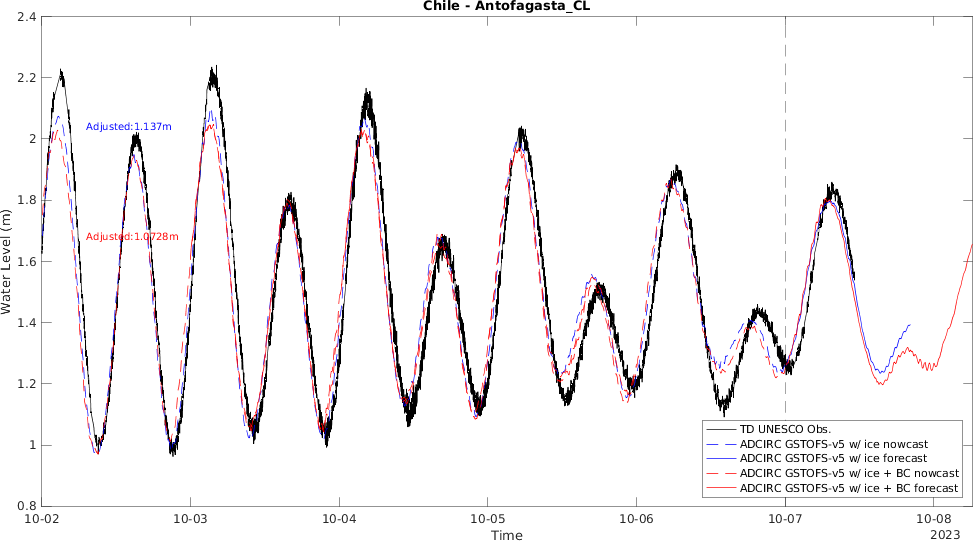 Chile - Antofagasta_CL
2.4
2.2
2
1.8
1.6
1.4
1.2
1
0.8
Water Level (m)
Adjusted:1.137m
Adjusted:1.0728m
TD UNESCO Obs.
ADCIRC GSTOFS-v5 w/ ice nowcast
ADCIRC GSTOFS-v5 w/ ice forecast
ADCIRC GSTOFS-v5 w/ ice + BC nowcast
ADCIRC GSTOFS-v5 w/ ice + BC forecast
10-02
10-03
10-04
10-05
10-06
10-07
10-08
Time
2023